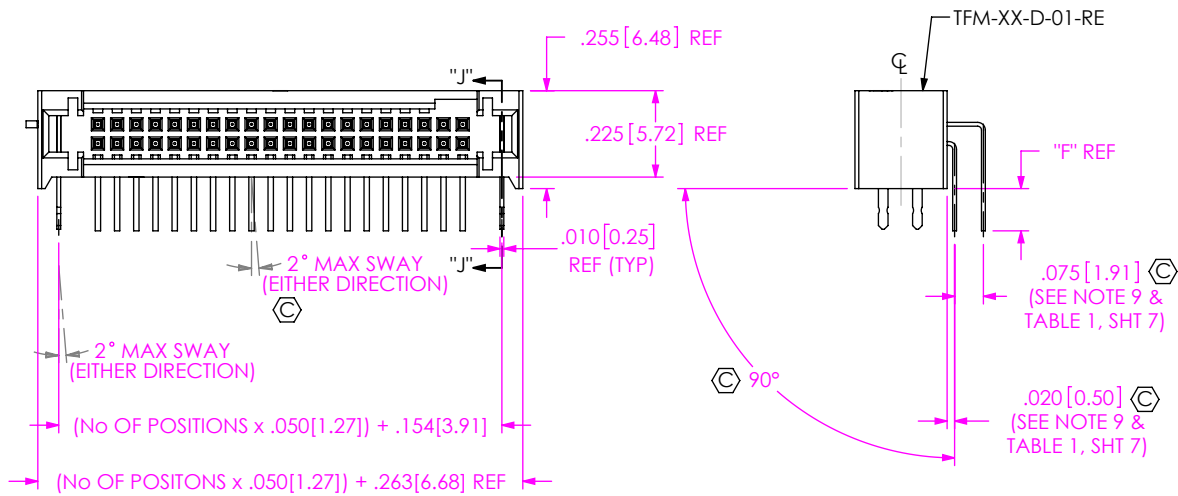 TFM-XX-D-01-RE
.255[6.48] REF
"J"
.225[5.72] REF
"F" REF
.010[0.25]
REF (TYP)
"J"
2° MAX SWAY
(EITHER DIRECTION)
C
.075[1.91] C
(SEE NOTE 9 &
TABLE 1, SHT 7)
2° MAX SWAY
(EITHER DIRECTION)
C 90°
.020[0.50] C
(SEE NOTE 9 &
TABLE 1, SHT 7)
(No OF POSITIONS x .050[1.27]) + .154[3.91]
(No OF POSITONS x .050[1.27]) + .263[6.68] REF